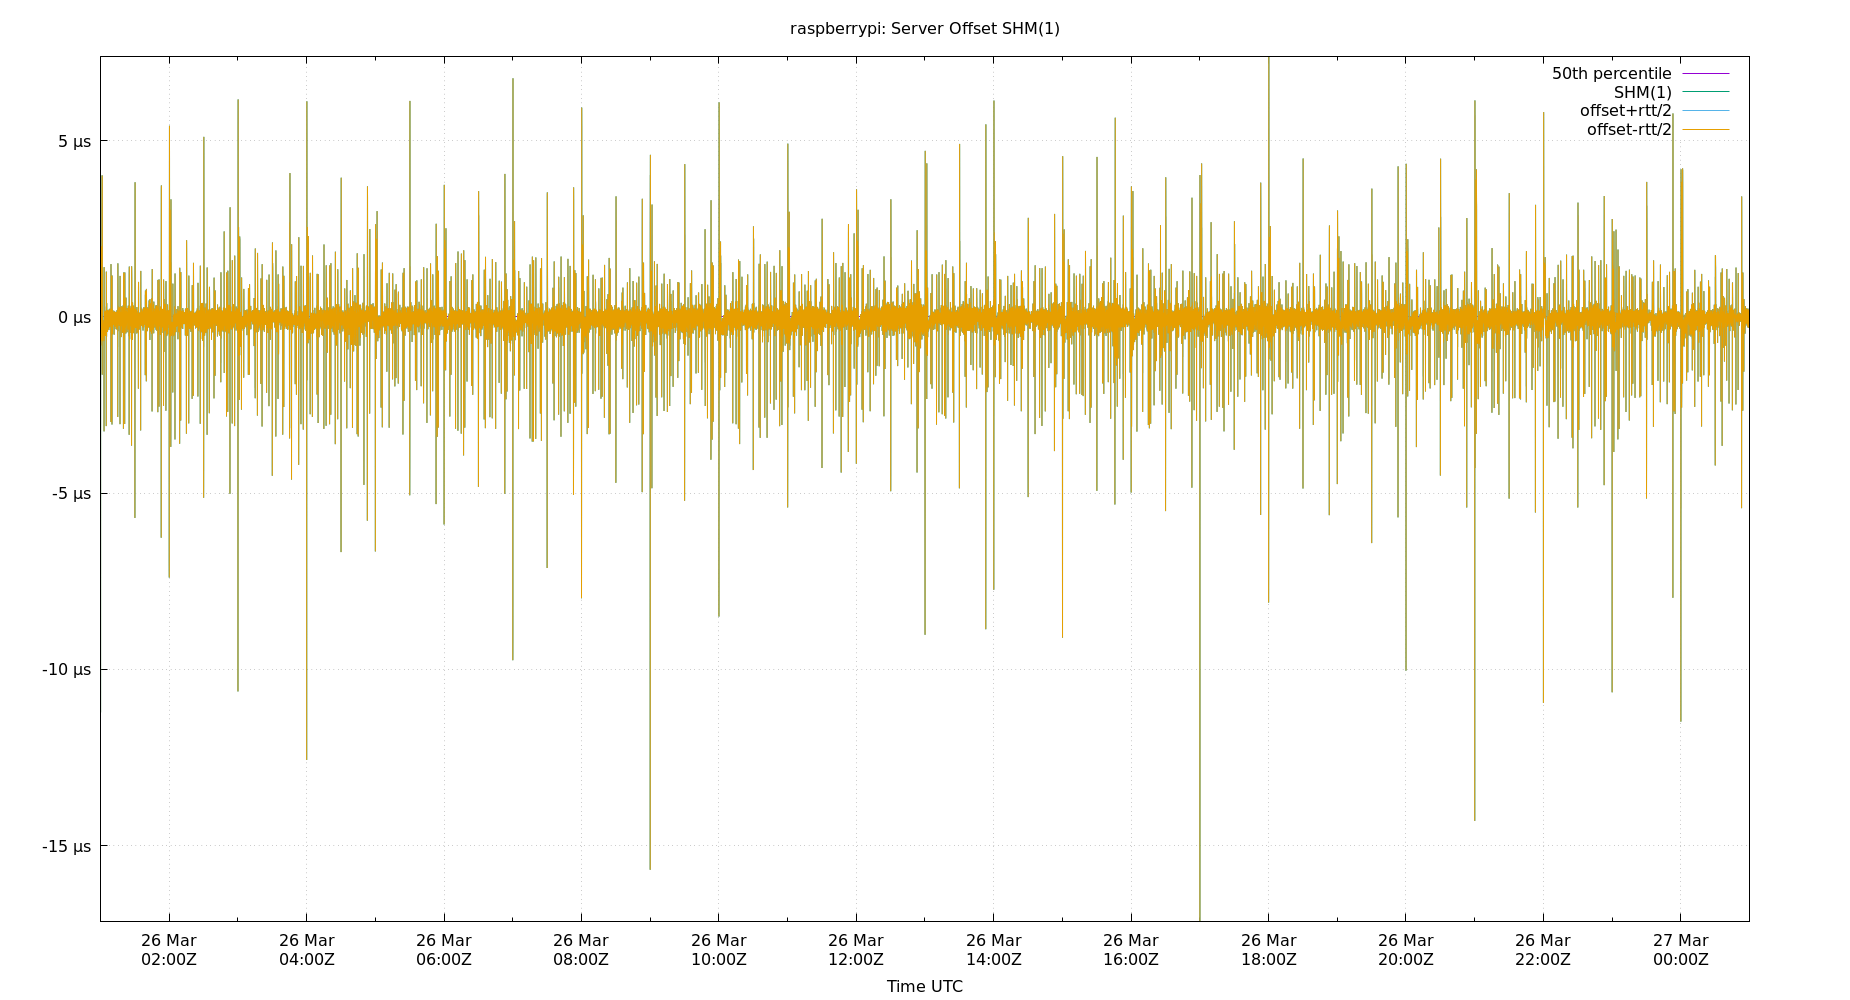 raspberrypi: Server Offset SHM(1)
50th percentile
SHM(1)
offset+rtt/2
offset-rtt/2
5 µs
0 µs
-5 µs
-10 µs
-15 µs
26 Mar 26 Mar 26 Mar 26 Mar 26 Mar 26 Mar 26 Mar 26 Mar 26 Mar 26 Mar 26 Mar 27 Mar
02:00Z 04:00Z 06:00Z 08:00Z 10:00Z 12:00Z 14:00Z 16:00Z 18:00Z 20:00Z 22:00Z 00:00Z
Time UTC